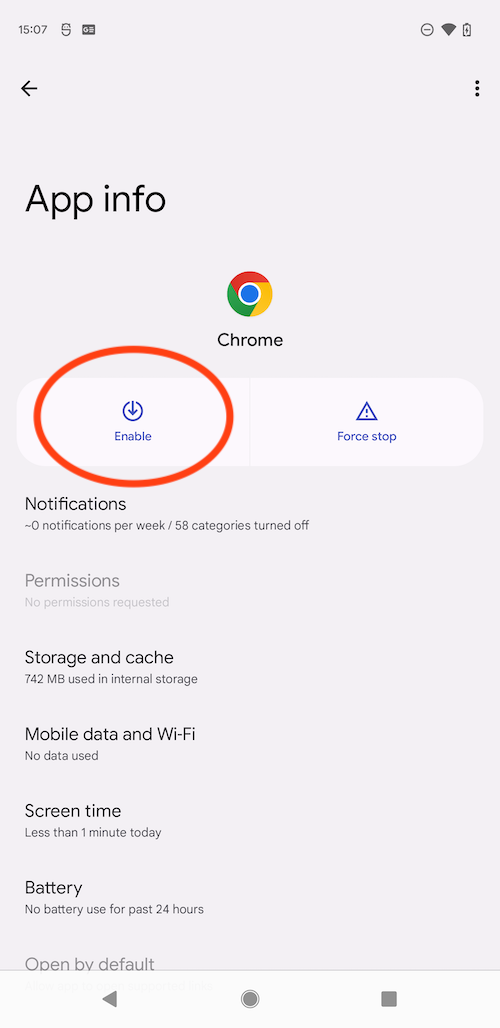 15:07
GE
App info
Chrome
Enable
Force stop
Notifications
~0 notifications per week / 58 categories turned off
Permissions
No permissions requested
Storage and cache
742 MB used in internal storage
Mobile data and Wi-Fi
No data used
Screen time
Less than 1 minute today
Battery
No battery use for past 24 hours
Open by default